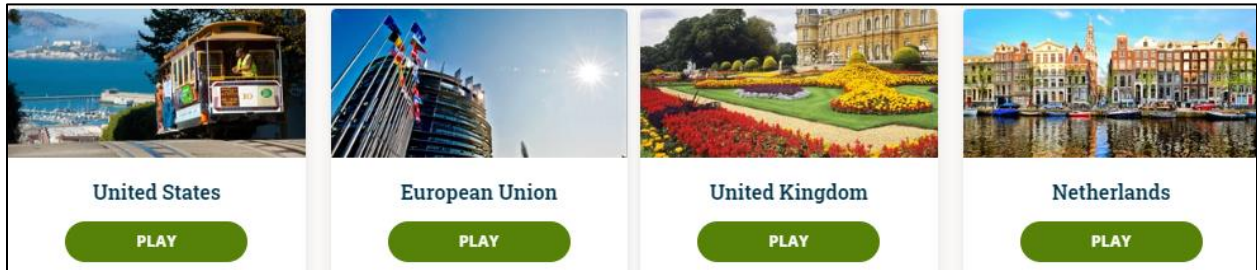 United States
European Union
United Kingdom
Netherlands
PLAY
PLAY
PLAY
PLAY